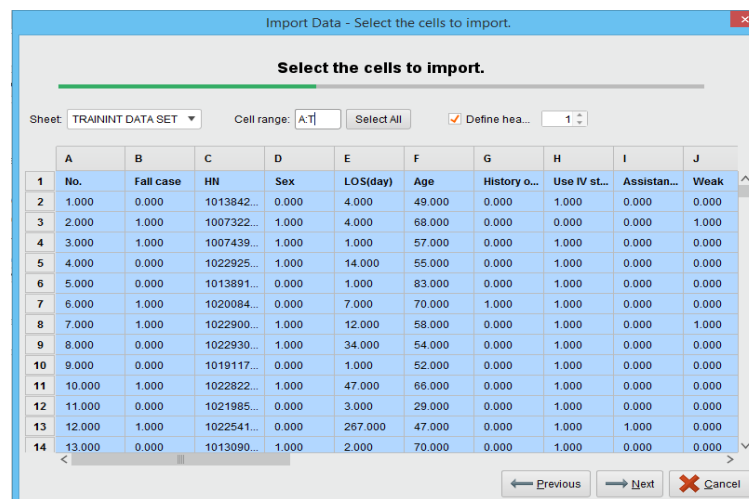 Import Data - Select the cells to import.
Select the cells to import.
Sheet: TRAININT DATA SET Cell range: A:T Select All Define hea... 1
A B C D E F G H I J
1 No. Fall case HN Sex LOS(day) Age History o... Use IV st... Assistan... Weak
2 1.000 0.000 1013842... 0.000 4.000 49.000 0.000 1.000 0.000 0.000
3 2.000 1.000 1007322... 1.000 4.000 68.000 0.000 0.000 0.000 1.000
4 3.000 1.000 1007439... 1.000 1.000 57.000 0.000 1.000 0.000 0.000
5 4.000 0.000 1022925... 1.000 14.000 55.000 0.000 1.000 0.000 0.000
6 5.000 0.000 1013891... 0.000 1.000 83.000 0.000 1.000 0.000 0.000
7 6.000 1.000 1020084... 0.000 7.000 70.000 1.000 1.000 0.000 0.000
8 7.000 1.000 1022900... 1.000 12.000 58.000 0.000 1.000 0.000 1.000
9 8.000 0.000 1022930... 1.000 34.000 54.000 0.000 1.000 0.000 0.000
10 9.000 0.000 1019117... 0.000 1.000 52.000 0.000 1.000 0.000 0.000
11 10.000 1.000 1022822... 1.000 47.000 66.000 0.000 1.000 0.000 0.000
12 11.000 0.000 1021985... 0.000 3.000 29.000 0.000 1.000 0.000 0.000
13 12.000 1.000 1022541... 0.000 267.000 47.000 0.000 1.000 1.000 0.000
14 13.000 0.000 1013090... 1.000 2.000 70.000 0.000 1.000 0.000 0.000
Previous Next Cancel